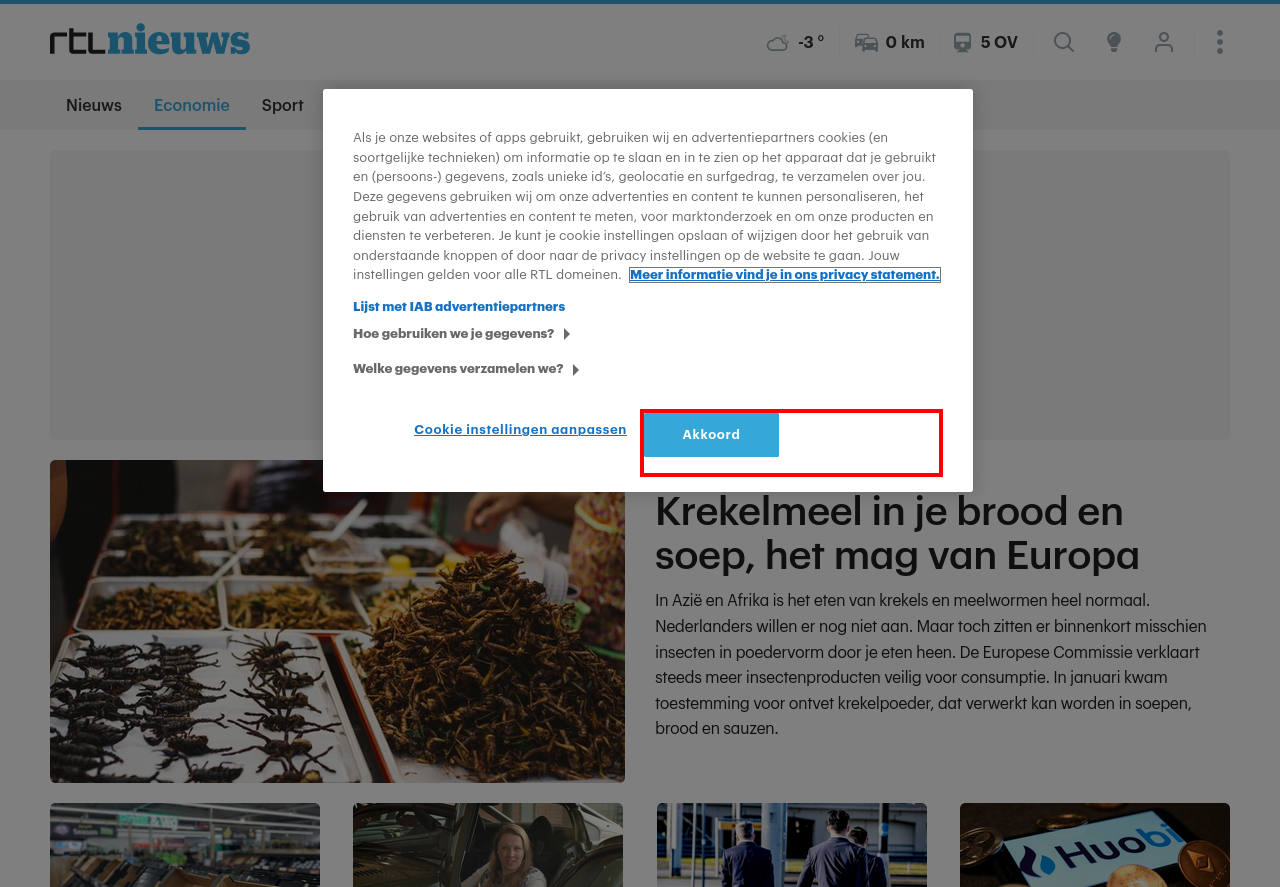 rtlnieuws
-3 °
0 km
5 OV
Nieuws
Economie
Sport
Als je onze websites of apps gebruikt, gebruiken wij en advertentiepartners cookies (en
soortgelijke technieken) om informatie op te slaan en in te zien op het apparaat dat je gebruikt
en (persoons-) gegevens, zoals unieke id’s, geolocatie en surfgedrag, te verzamelen over jou.
Deze gegevens gebruiken wij om onze advertenties en content te kunnen personaliseren, het
gebruik van advertenties en content te meten, voor marktonderzoek en om onze producten en
diensten te verbeteren. Je kunt je cookie instellingen opslaan of wijzigen door het gebruik van
onderstaande knoppen of door naar de privacy instellingen op de website te gaan. Jouw
instellingen gelden voor alle RTL domeinen. Meer informatie vind je in ons privacy statement.
Lijst met IAB advertentiepartners
Hoe gebruiken we je gegevens?
Welke gegevens verzamelen we?
Cookie instellingen aanpassen
Akkoord
Krekelmeel in je brood en
soep, het mag van Europa
In Azië en Afrika is het eten van krekels en meelwormen heel normaal.
Nederlanders willen er nog niet aan. Maar toch zitten er binnenkort misschien
insecten in poedervorm door je eten heen. De Europese Commissie verklaart
steeds meer insectenproducten veilig voor consumptie. In januari kwam
toestemming voor ontvet krekelpoeder, dat verwerkt kan worden in soepen,
brood en sauzen.
Huobi